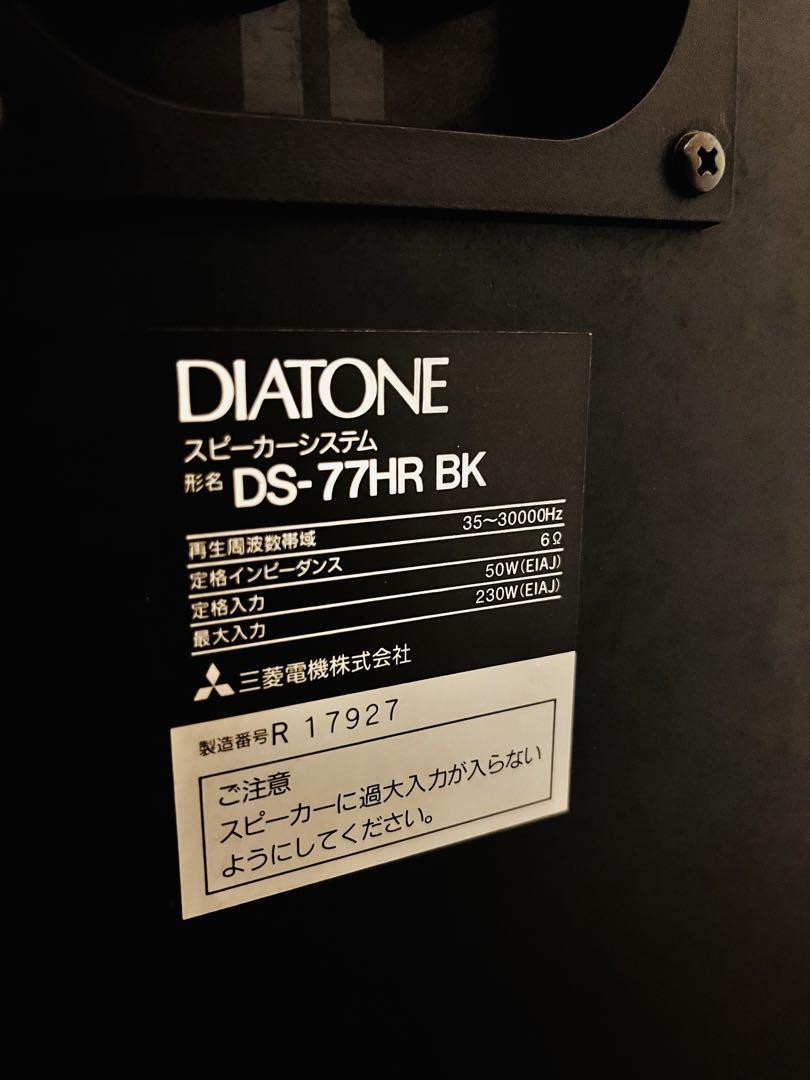 DIATONE
スピーカーシステム
形名 DS-77HR BK
再生周波数帯域 35～30000Hz
定格インピーダンス 6Ω
定格入力 50W(EIAJ)
最大入力 230W(EIAJ)
三菱電機株式会社
製造番号 R 17927
ご注意
スピーカーに過大入力が入らない
ようにしてください。